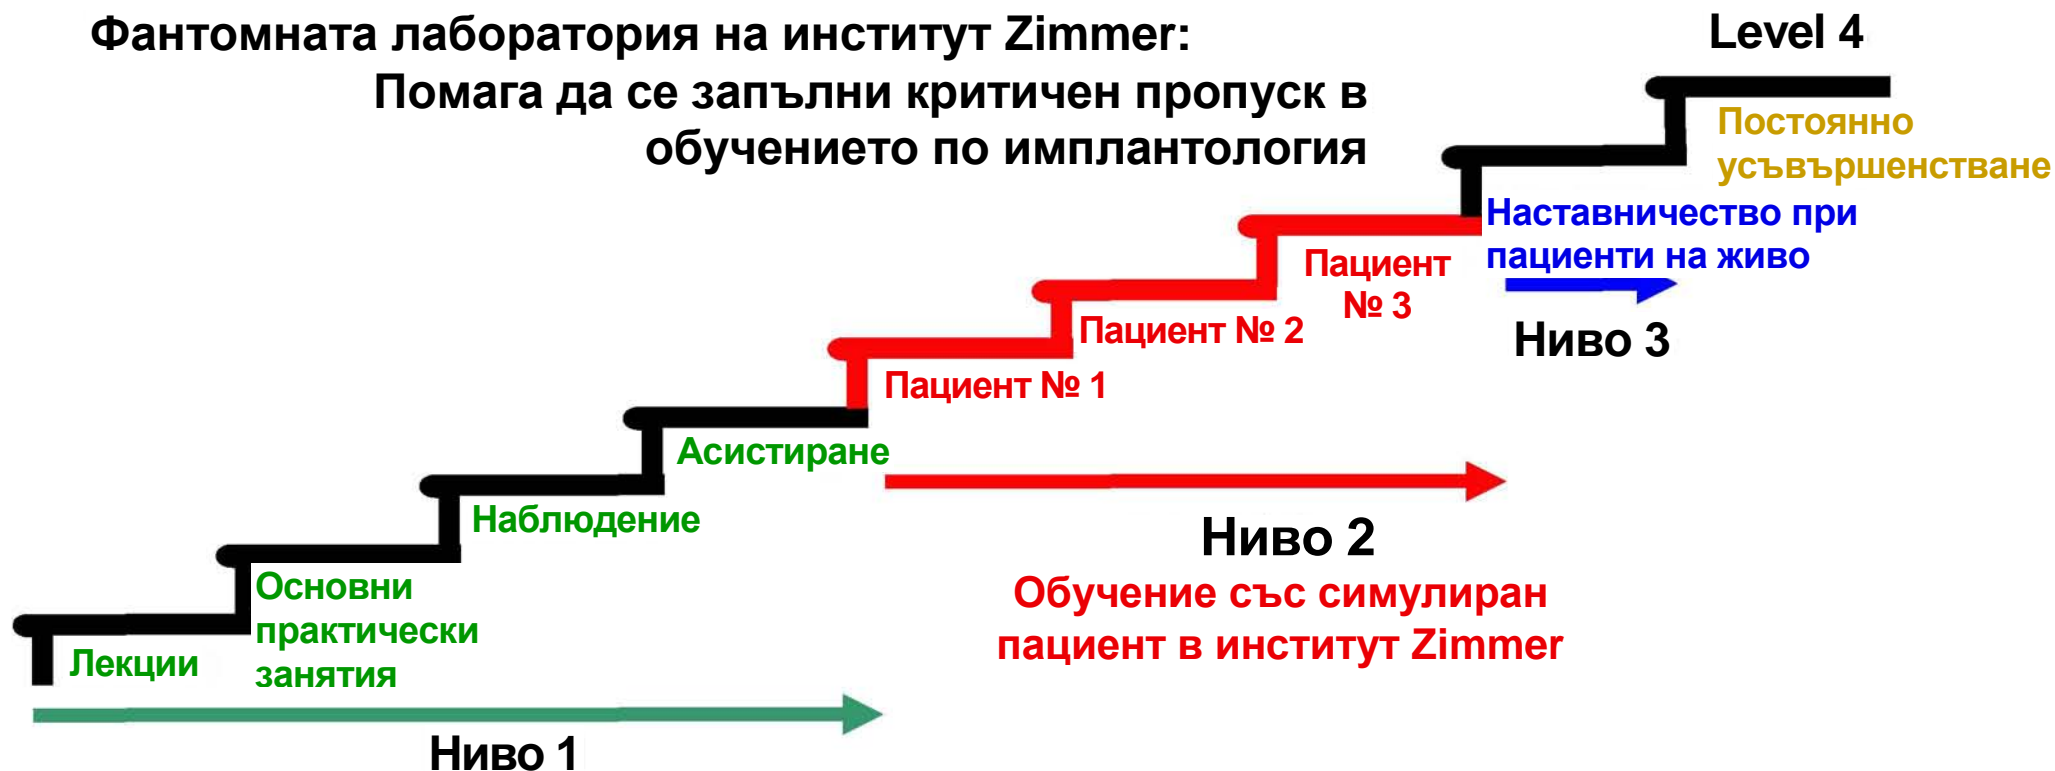 Фантомната лаборатория на институт Zimmer:
Помага да се запълни критичен пропуск в
обучението по имплантология
Level 4
Постоянно
усъвършенстване
Наставничество при
пациенти на живо
Ниво 3
Пациент
№ 3
Пациент № 2
Пациент № 1
Асистиране
Наблюдение
Ниво 2
Обучение със симулиран
пациент в институт Zimmer
Основни
практически
занятия
Лекции
Ниво 1